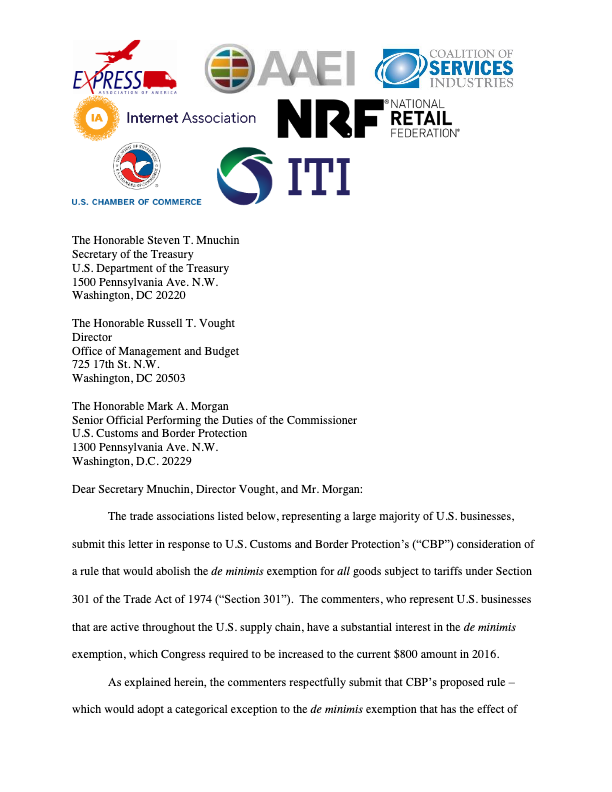 EXPRESS
ASSOCIATION OF AMERICA
AAEI
COALITION OF
SERVICES
INDUSTRIES
IA
Internet Association
NRF®
NATIONAL
RETAIL
FEDERATION®
U.S. CHAMBER OF COMMERCE
ITI
The Honorable Steven T. Mnuchin
Secretary of the Treasury
U.S. Department of the Treasury
1500 Pennsylvania Ave. N.W.
Washington, DC 20220
The Honorable Russell T. Vought
Director
Office of Management and Budget
725 17th St. N.W.
Washington, DC 20503
The Honorable Mark A. Morgan
Senior Official Performing the Duties of the Commissioner
U.S. Customs and Border Protection
1300 Pennsylvania Ave. N.W.
Washington, D.C. 20229
Dear Secretary Mnuchin, Director Vought, and Mr. Morgan:
The trade associations listed below, representing a large majority of U.S. businesses,
submit this letter in response to U.S. Customs and Border Protection’s (“CBP”) consideration of
a rule that would abolish the de minimis exemption for all goods subject to tariffs under Section
301 of the Trade Act of 1974 (“Section 301”).  The commenters, who represent U.S. businesses
that are active throughout the U.S. supply chain, have a substantial interest in the de minimis
exemption, which Congress required to be increased to the current $800 amount in 2016.
As explained herein, the commenters respectfully submit that CBP’s proposed rule –
which would adopt a categorical exception to the de minimis exemption that has the effect of